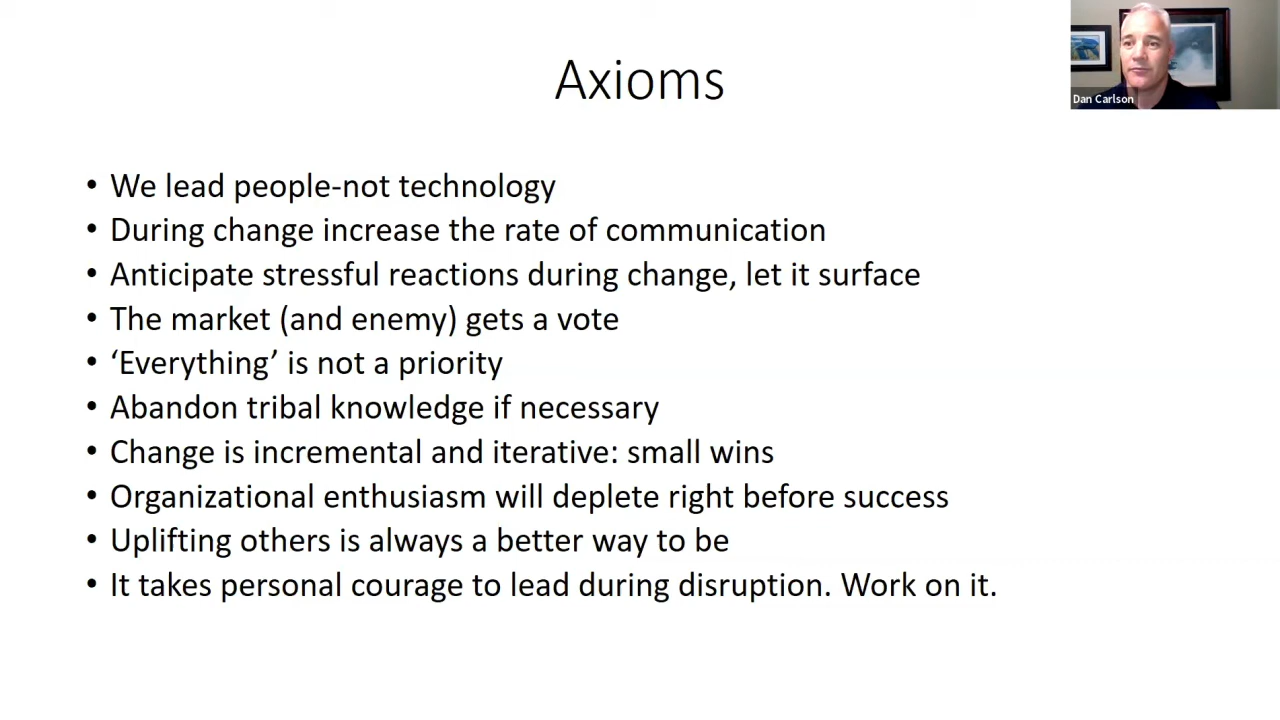 Axioms
Dan Carlson
• We lead people-not technology
• During change increase the rate of communication
• Anticipate stressful reactions during change, let it surface
• The market (and enemy) gets a vote
• ‘Everything’ is not a priority
• Abandon tribal knowledge if necessary
• Change is incremental and iterative: small wins
• Organizational enthusiasm will deplete right before success
• Uplifting others is always a better way to be
• It takes personal courage to lead during disruption. Work on it.